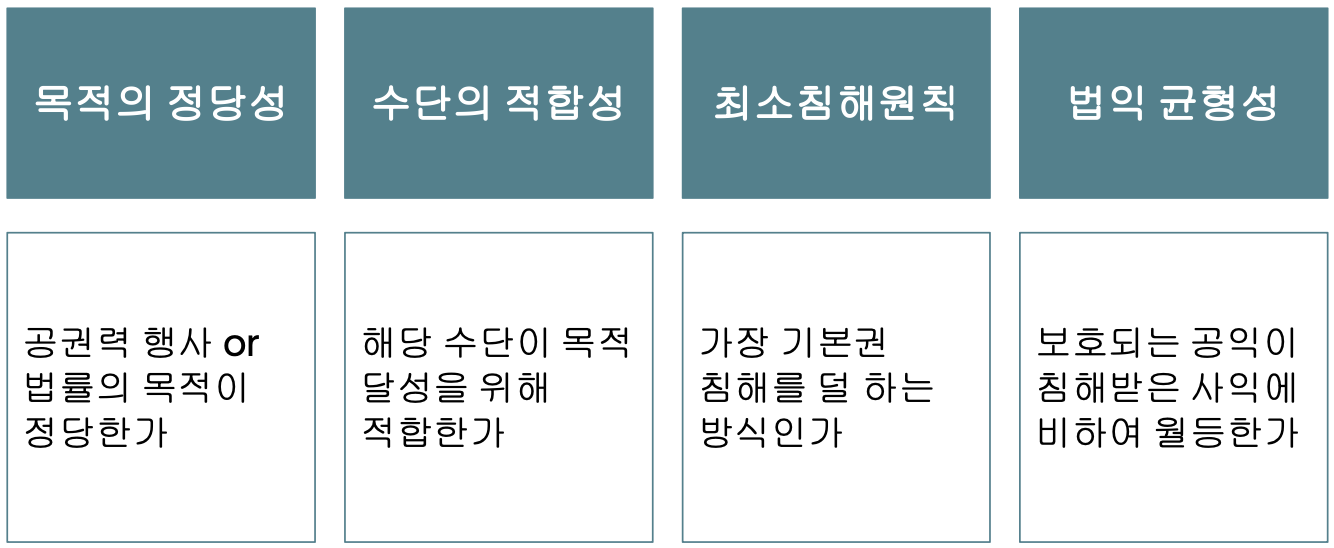 목적의 정당성
수단의 적합성
최소침해원칙
법익 균형성
공권력 행사 or
법률의 목적이
정당한가
해당 수단이 목적
달성을 위해
적합한가
가장 기본권
침해를 덜 하는
방식인가
보호되는 공익이
침해받은 사익에
비하여 월등한가